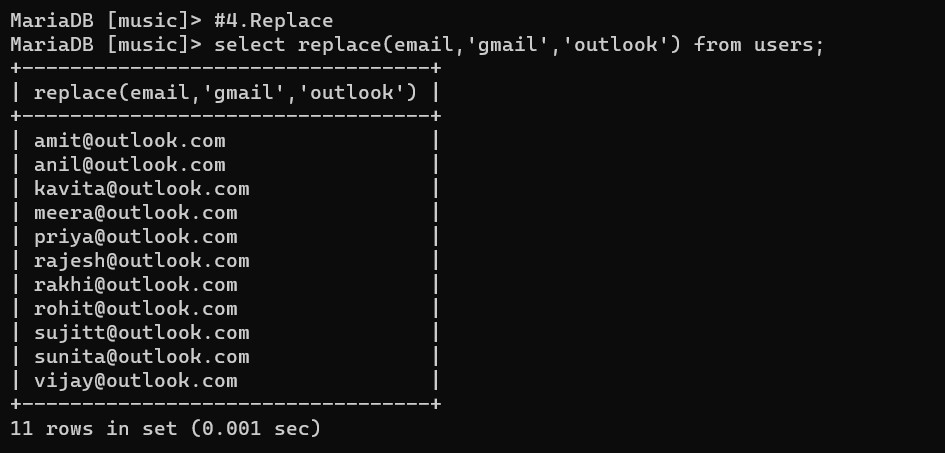 MariaDB [music]> #4.Replace
MariaDB [music]> select replace(email,'gmail','outlook') from users;
+----------------------------------+
| replace(email,'gmail','outlook') |
+----------------------------------+
| amit@outlook.com                 |
| anil@outlook.com                 |
| kavita@outlook.com               |
| meera@outlook.com                |
| priya@outlook.com                |
| rajesh@outlook.com               |
| rakhi@outlook.com                |
| rohit@outlook.com                |
| sujitt@outlook.com               |
| sunita@outlook.com               |
| vijay@outlook.com                |
+----------------------------------+
11 rows in set (0.001 sec)